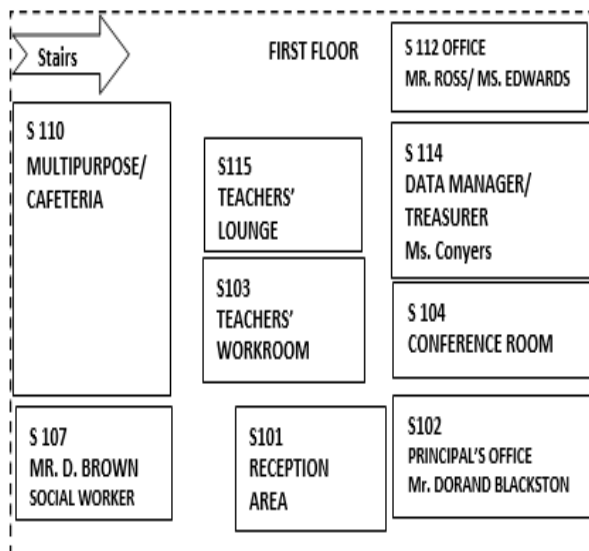 Stairs
FIRST FLOOR
S 112 OFFICE
MR. ROSS/ MS. EDWARDS
S 110
MULTIPURPOSE/
CAFETERIA
S115
TEACHERS'
LOUNGE
S 114
DATA MANAGER/
TREASURER
Ms. Conyers
S103
TEACHERS'
WORKROOM
S 104
CONFERENCE ROOM
S 107
MR. D. BROWN
SOCIAL WORKER
S101
RECEPTION
AREA
S102
PRINCIPAL'S OFFICE
Mr. DORAND BLACKSTON